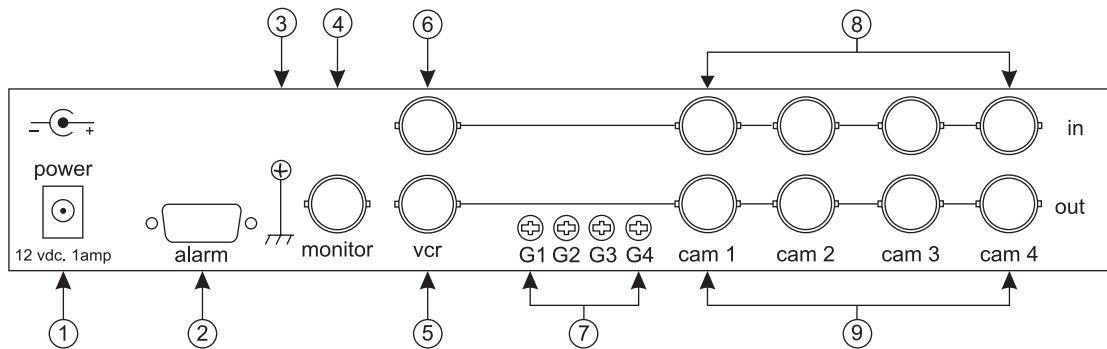 3 4 6 8
– +
in
power
out
12 vdc. 1amp alarm monitor vcr G1 G2 G3 G4 cam 1 cam 2 cam 3 cam 4
1 2 5 7 9